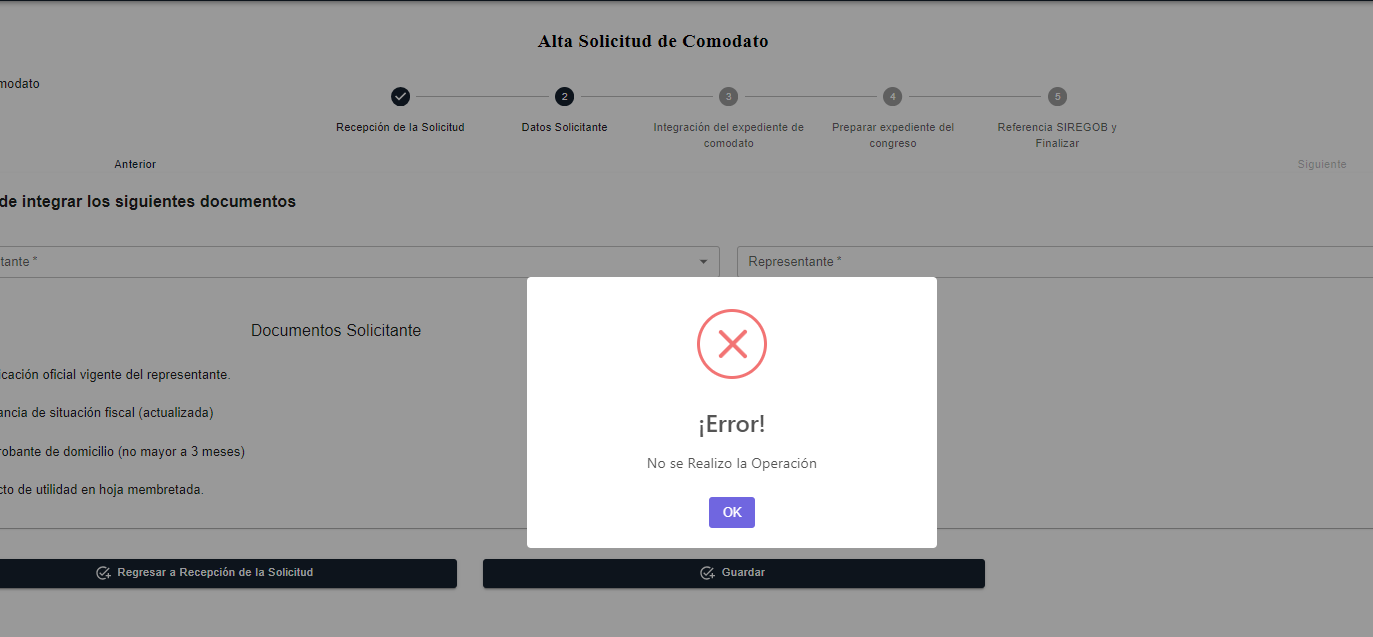 Alta Solicitud de Comodato
modato
2
3
4
5
Recepción de la Solicitud
Datos Solicitante
Integración del expediente de
comodato
Preparar expediente del
congreso
Referencia SIREGOB y
Finalizar
Anterior
Siguiente
de integrar los siguientes documentos
tante *
Representante *
Documentos Solicitante
icación oficial vigente del representante.
ancia de situación fiscal (actualizada)
robante de domicilio (no mayor a 3 meses)
cto de utilidad en hoja membretada.
¡Error!
No se Realizo la Operación
OK
Regresar a Recepción de la Solicitud
Guardar